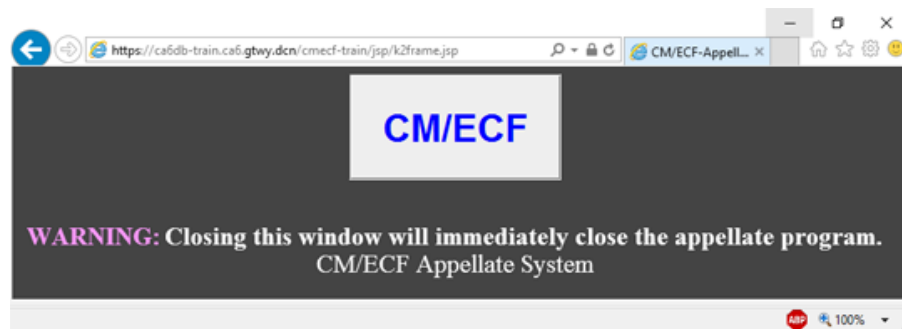 https://ca6db-train.ca6.gtwy.dcn/cmecf-train/jsp/k2frame.jsp
CM/ECF-Appell...
CM/ECF
WARNING: Closing this window will immediately close the appellate program.
CM/ECF Appellate System
ABP
100%